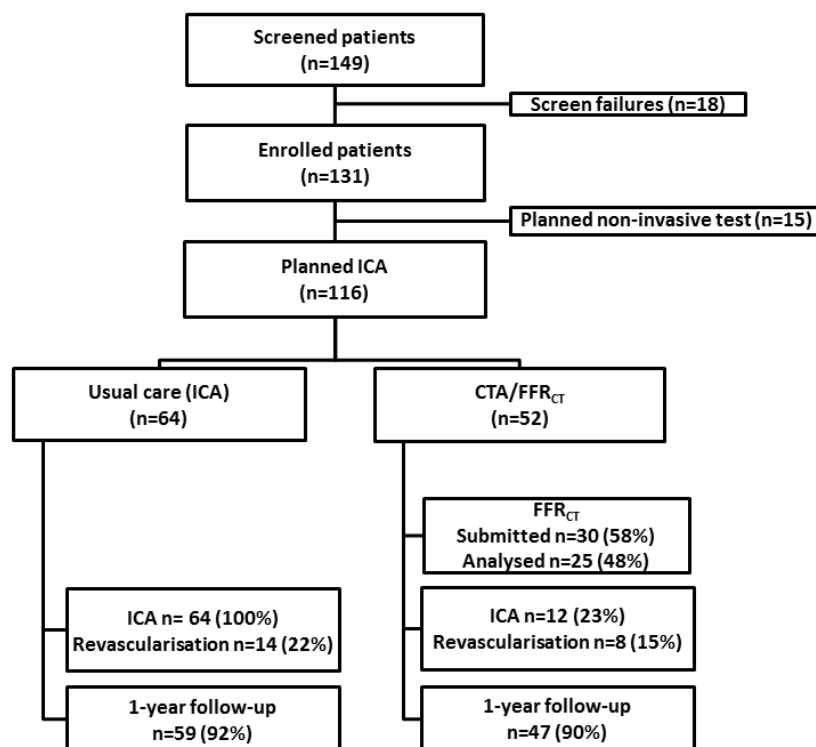 Screened patients
(n=149)
Screen failures (n=18)
Enrolled patients
(n=131)
Planned non-invasive test (n=15)
Planned ICA
(n=116)
Usual care (ICA)
(n=64)
CTA/FFRCT
(n=52)
FFRCT
Submitted n=30 (58%)
Analysed n=25 (48%)
ICA n= 64 (100%)
Revascularisation n=14 (22%)
ICA n=12 (23%)
Revascularisation n=8 (15%)
1-year follow-up
n=59 (92%)
1-year follow-up
n=47 (90%)